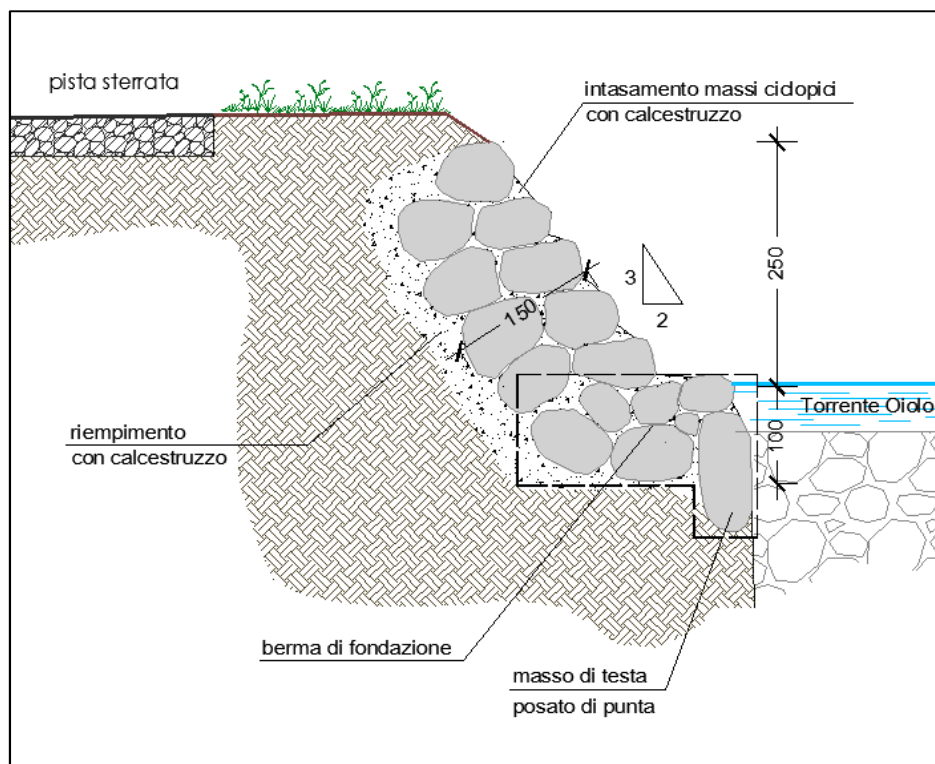 pista sterrata
intasamento massi ciclopici
con calcestruzzo
250
3
2
150
Torrente Oiolo
100
riempimento
con calcestruzzo
berma di fondazione
masso di testa
posato di punta